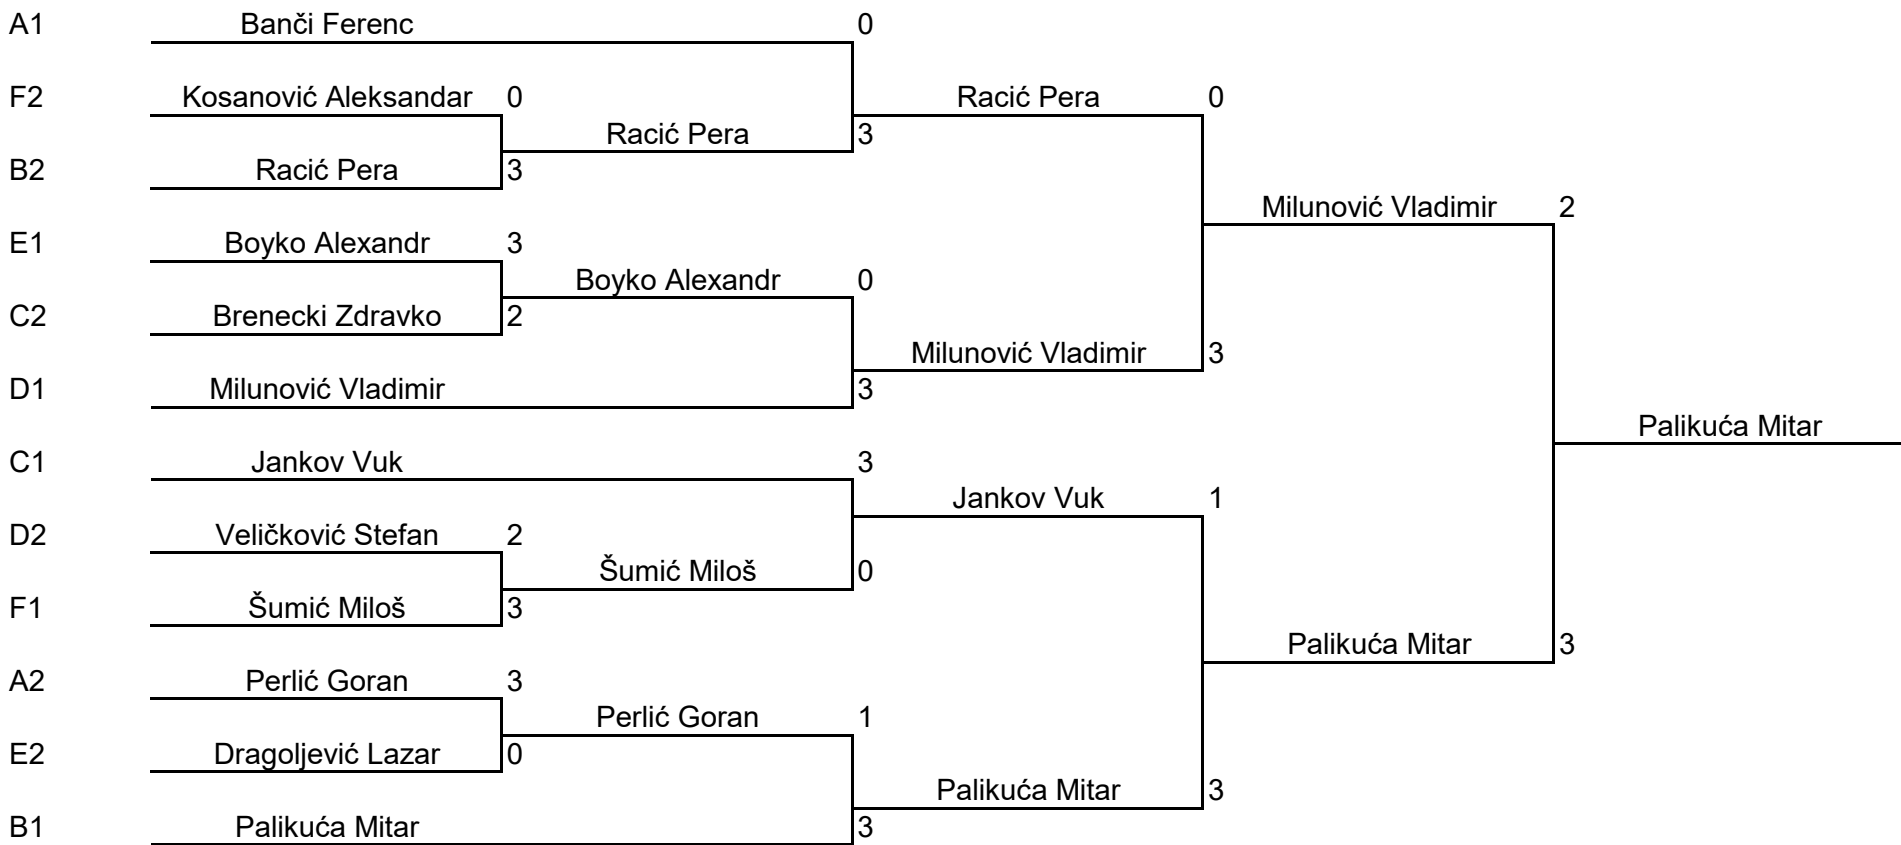 A1 Banči Ferenc 0
F2 Kosanović Aleksandar 0 Racić Pera 0
Racić Pera 3
B2 Racić Pera 3
Milunović Vladimir 2
E1 Boyko Alexandr 3
Boyko Alexandr 0
C2 Brenecki Zdravko 2
Milunović Vladimir 3
D1 Milunović Vladimir 3
Palikuća Mitar
C1 Jankov Vuk 3
Jankov Vuk 1
D2 Veličković Stefan 2
Šumić Miloš 0
F1 Šumić Miloš 3
Palikuća Mitar 3
A2 Perlić Goran 3
Perlić Goran 1
E2 Dragoljević Lazar 0
Palikuća Mitar 3
B1 Palikuća Mitar 3